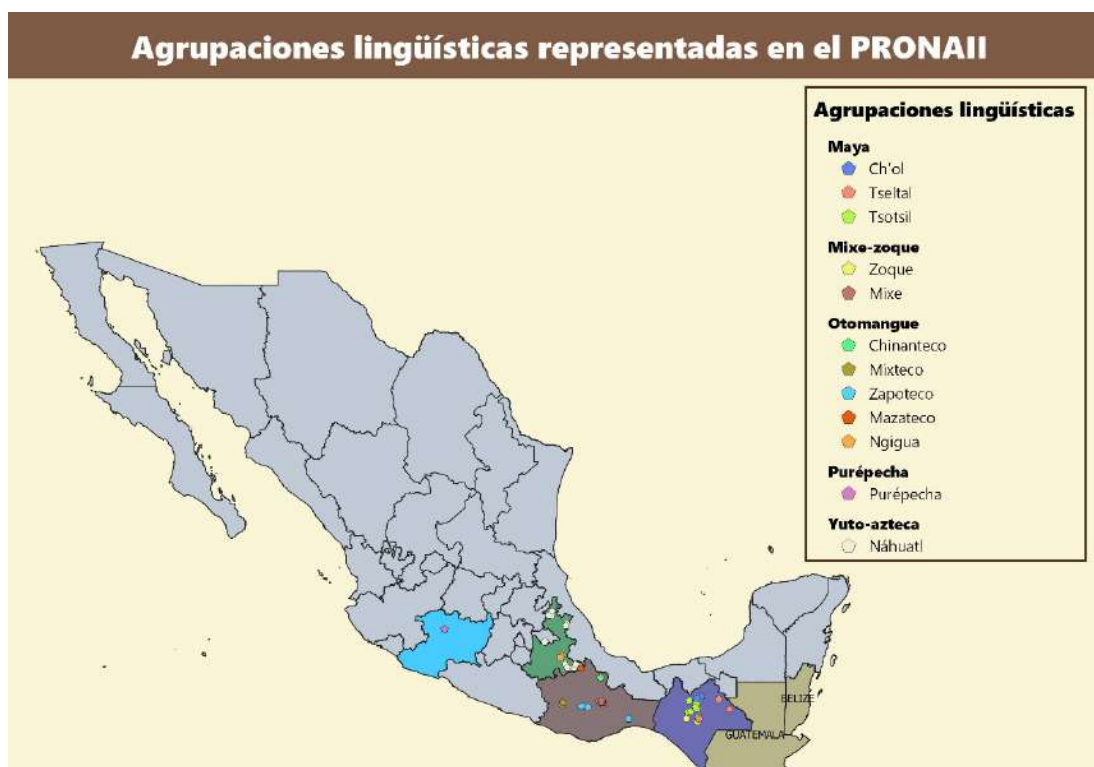 Agrupaciones lingüísticas representadas en el PRONAII
Agrupaciones lingüísticas
Maya
Ch'ol
Tseltal
Tsotsil
Mixe-zoque
Zoque
Mixe
Otomangue
Chinanteco
Mixteco
Zapoteco
Mazateco
Ngigua
Purépecha
Purépecha
Yuto-azteca
Náhuatl
BELIZE
GUATEMALA